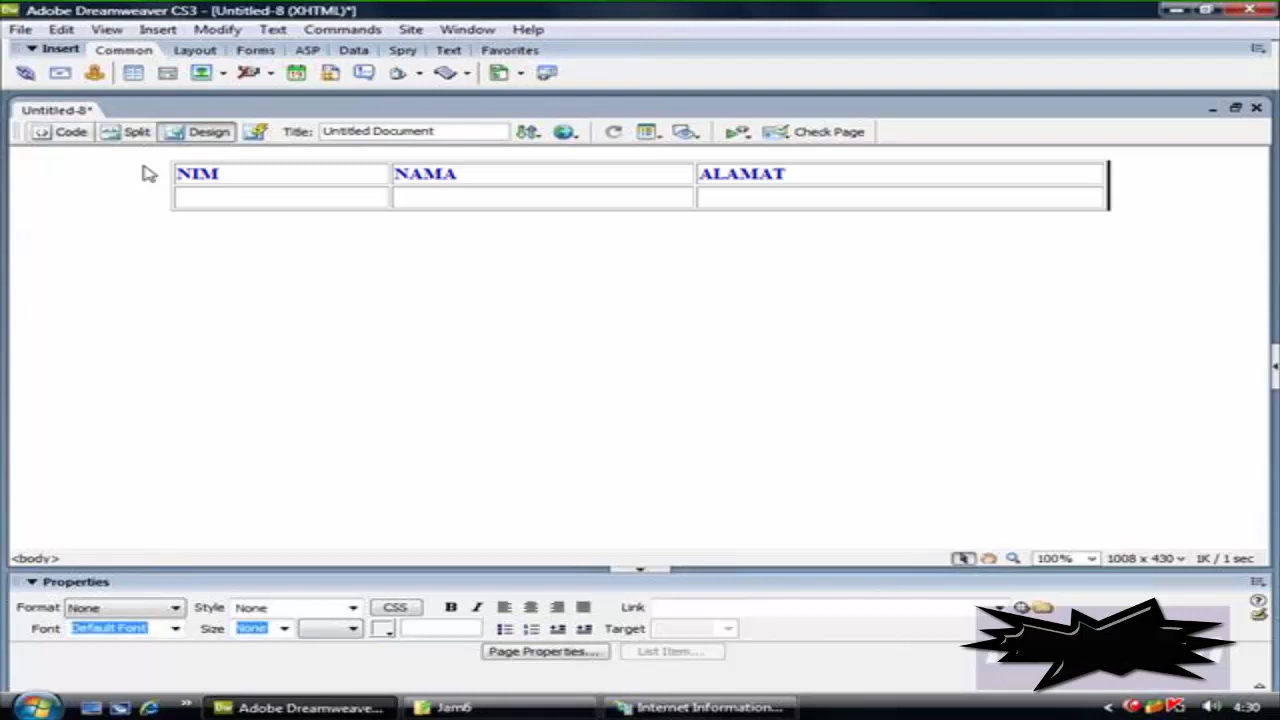 Adobe Dreamweaver CS3 - [Untitled-8 (XHTML)*]
File Edit View Insert Modify Text Commands Site Window Help
Insert Common Layout Forms ASP Data Spry Text Favorites
Untitled-8*
Code Split Design Title: Untitled Document Check Page
NIM NAMA ALAMAT
<body> 100% 1008 x 430 1K / 1 sec
Properties
Format None Style None CSS B I Link
Font Default Font Size None Target
Page Properties... List Item...
Adobe Dreamweave... Jam6 Internet Information... 4:30